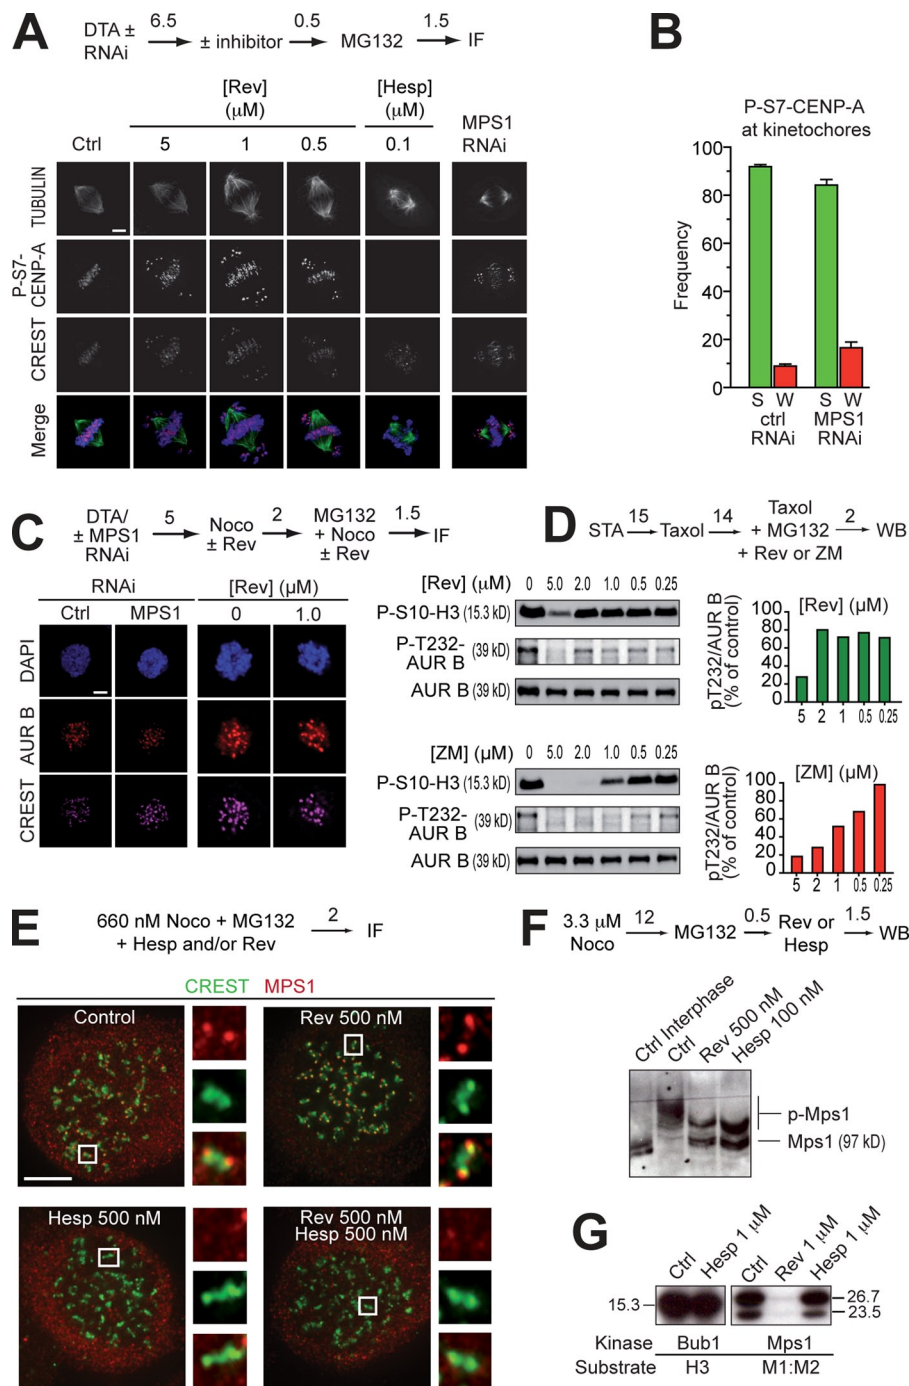 A
DTA ±
RNAi
6.5
± inhibitor
0.5
MG132
1.5
IF
[Rev]
(µM)
[Hesp]
(µM)
MPS1
RNAi
Ctrl
5
1
0.5
0.1
TUBULIN
P-S7-
CENP-A
CREST
Merge
B
P-S7-CENP-A
at kinetochores
Frequency
100
80
60
40
20
0
S W S W
ctrl
RNAi
MPS1
RNAi
C
DTA/
± MPS1
RNAi
5
Noco
± Rev
2
MG132
+ Noco
± Rev
1.5
IF
RNAi
[Rev] (µM)
Ctrl
MPS1
0
1.0
DAPI
AUR B
CREST
D
STA
15
Taxol
14
Taxol
+ MG132
+ Rev or ZM
2
WB
[Rev] (µM)
0 5.0 2.0 1.0 0.5 0.25
P-S10-H3 (15.3 kD)
P-T232-
AUR B
(39 kD)
AUR B (39 kD)
[Rev] (µM)
pT232/AUR B
(% of control)
100
80
60
40
20
0
5 2 1 0.5 0.25
[ZM] (µM)
0 5.0 2.0 1.0 0.5 0.25
P-S10-H3 (15.3 kD)
P-T232-
AUR B
(39 kD)
AUR B (39 kD)
[ZM] (µM)
pT232/AUR B
(% of control)
100
80
60
40
20
0
5 2 1 0.5 0.25
E
660 nM Noco + MG132
+ Hesp and/or Rev
2
IF
CREST MPS1
Control
Rev 500 nM
Hesp 500 nM
Rev 500 nM
Hesp 500 nM
F
3.3 µM
Noco
12
MG132
0.5
Rev or
Hesp
1.5
WB
Ctrl Interphase
Ctrl
Rev 500 nM
Hesp 100 nM
p-Mps1
Mps1 (97 kD)
G
Ctrl
Hesp 1 µM
Ctrl
Rev 1 µM
Hesp 1 µM
15.3
26.7
23.5
Kinase Bub1 Mps1
Substrate H3 M1:M2